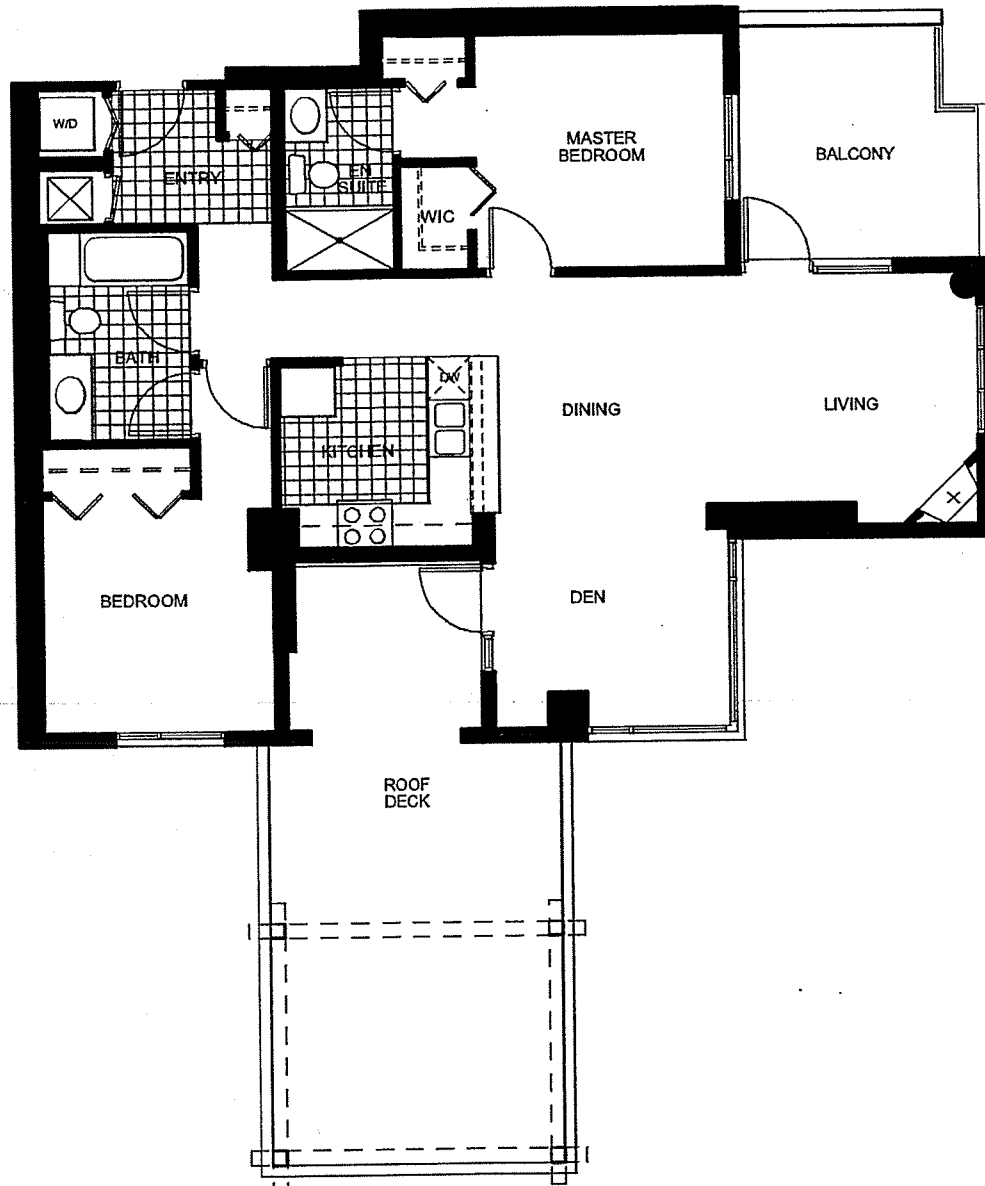 W/D
ENTRY
EN
SUITE
MASTER
BEDROOM
BALCONY
WIC
BATH
DW
KITCHEN
DINING
LIVING
BEDROOM
DEN
ROOF
DECK